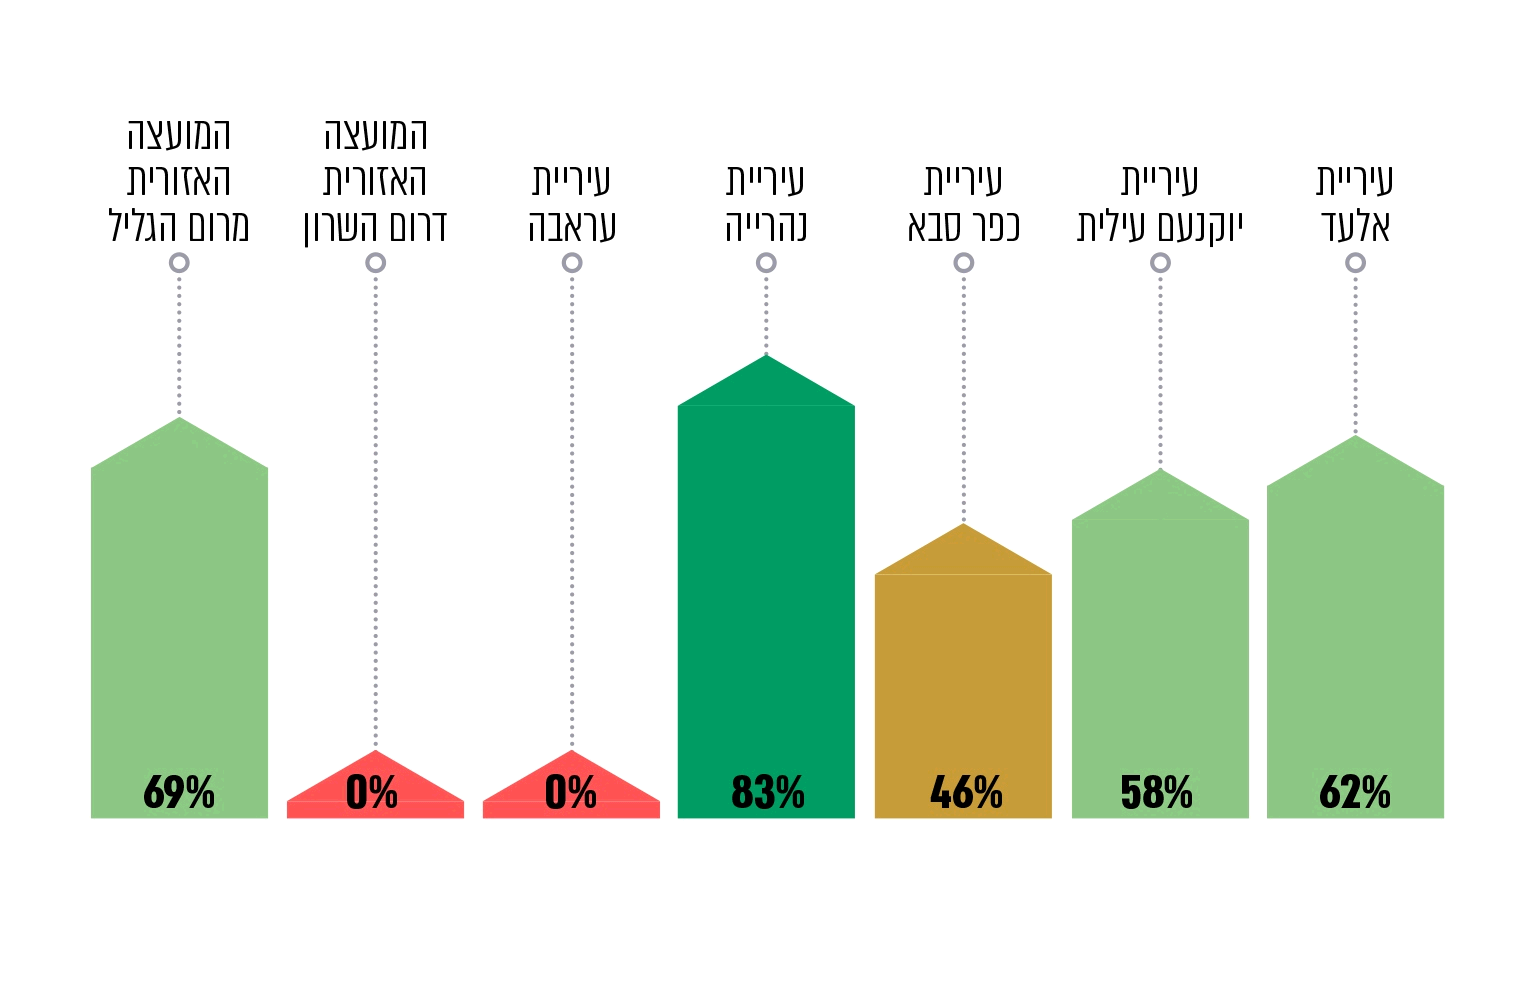 עיריית
אלעד
עיריית
יוקנעם עילית
עיריית
כפר סבא
עיריית
נהרייה
עיריית
עראבה
המועצה
האזורית
דרום השרון
המועצה
האזורית
מרום הגליל
62%
58%
46%
83%
0%
0%
69%